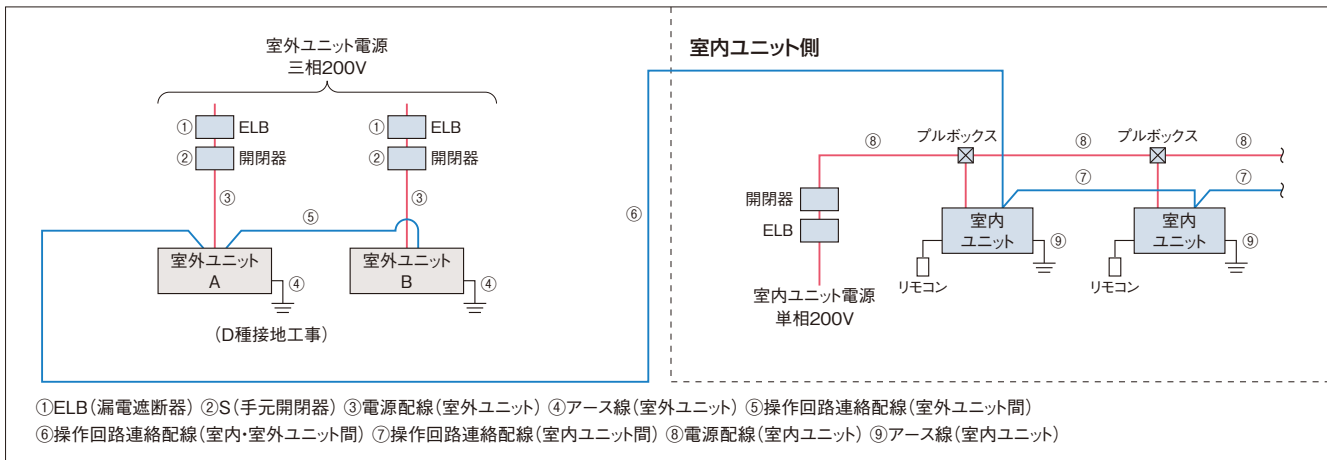 室外ユニット電源
三相200V
① ELB
② 開閉器
③
① ELB
② 開閉器
③
⑤
室外ユニット
A
④
室外ユニット
B
④
(D種接地工事)
⑥
室内ユニット側
⑧
プルボックス
⑧
プルボックス
⑧
⑦
⑦
開閉器
ELB
室内ユニット電源
単相200V
室内
ユニット
⑨
リモコン
室内
ユニット
⑨
リモコン
①ELB(漏電遮断器) ②S(手元開閉器) ③電源配線(室外ユニット) ④アース線(室外ユニット) ⑤操作回路連絡配線(室外ユニット間)
⑥操作回路連絡配線(室内・室外ユニット間) ⑦操作回路連絡配線(室内ユニット間) ⑧電源配線(室内ユニット) ⑨アース線(室内ユニット)